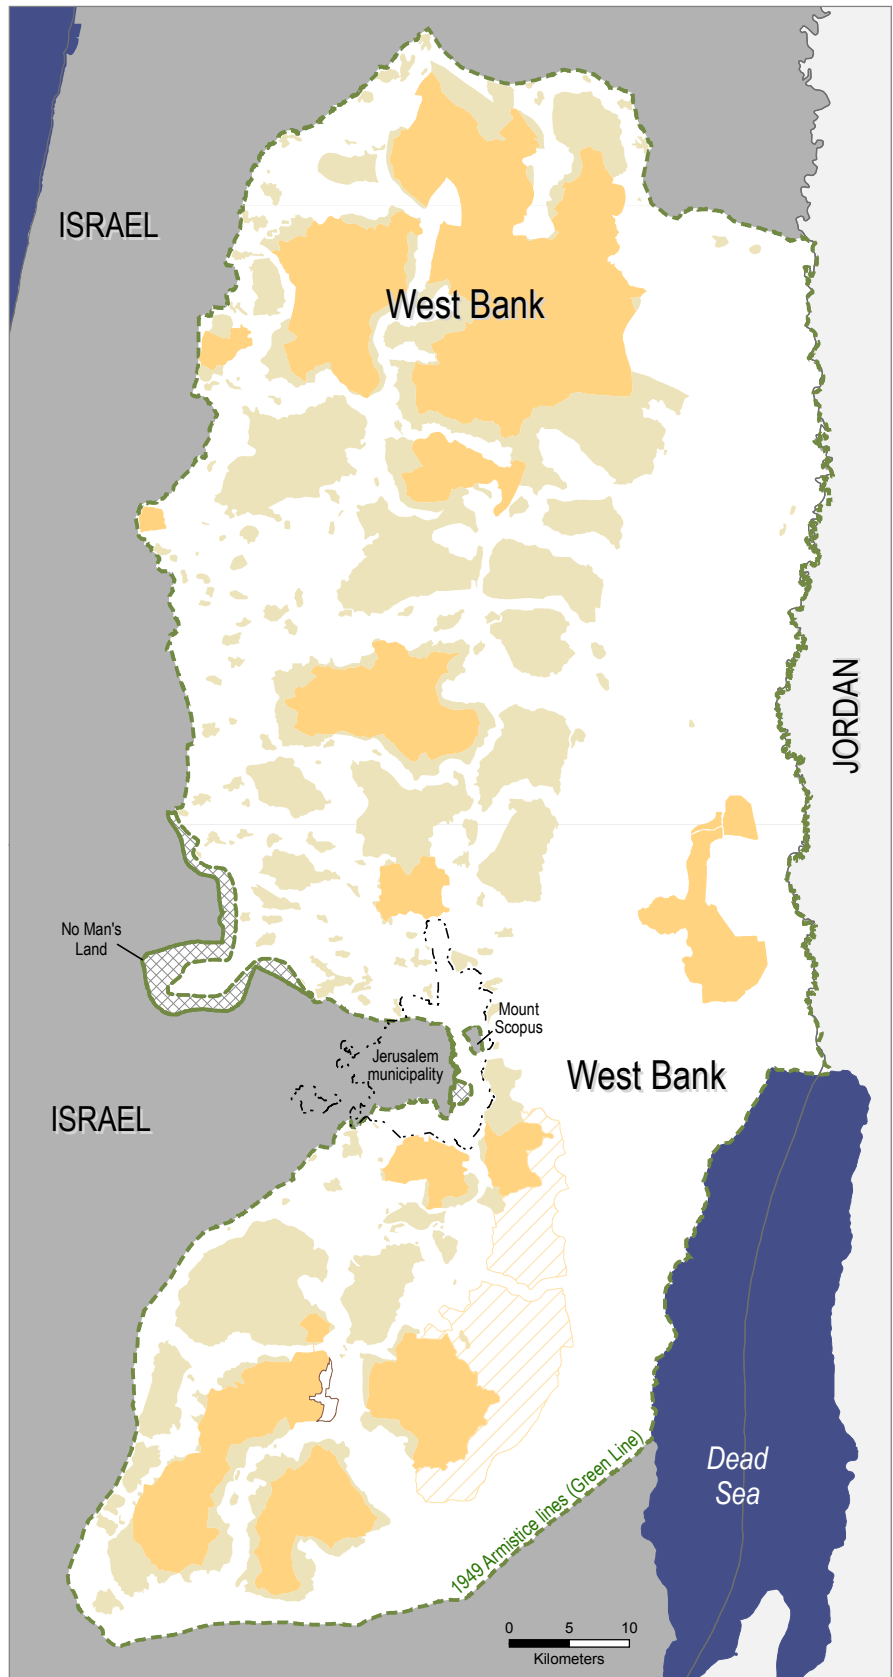 ISRAEL
West Bank
JORDAN
No Man's
Land
Mount
Scopus
Jerusalem
municipality
West Bank
ISRAEL
1949 Armistice lines (Green Line)
Dead
Sea
0 5 10
Kilometers